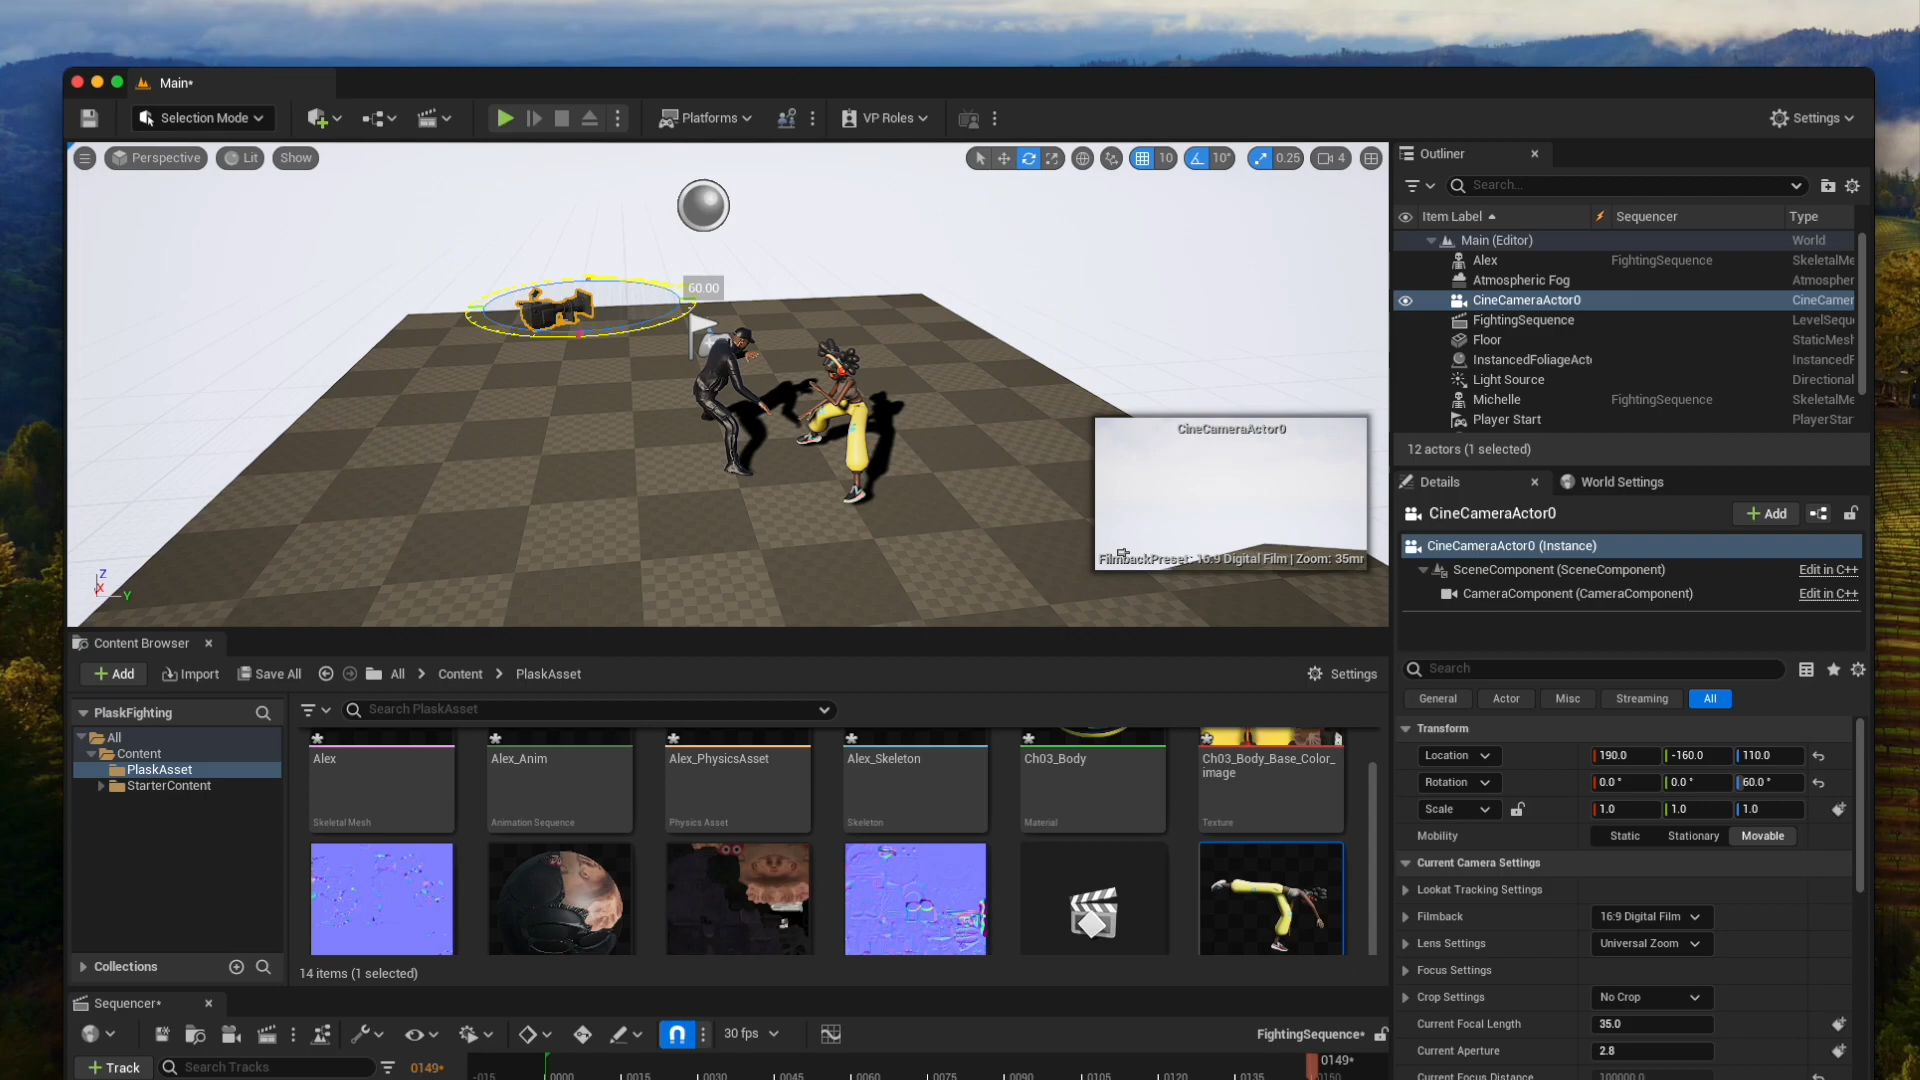 Main*
Selection Mode
Platforms
VP Roles
Settings
Perspective
Lit
Show
10
10°
0.25
4
60.00
CineCameraActor0
FilmbackPreset: 16:9 Digital Film | Zoom: 35mm
Z
X
Y
Outliner
Search...
Item Label
Sequencer
Type
Main (Editor)
World
Alex
FightingSequence
SkeletalMe
Atmospheric Fog
Atmospher
CineCameraActor0
CineCamer
FightingSequence
LevelSequ
Floor
StaticMesh
InstancedFoliageActo
InstancedF
Light Source
Directional
Michelle
FightingSequence
SkeletalMe
Player Start
PlayerStar
12 actors (1 selected)
Details
World Settings
CineCameraActor0
Add
CineCameraActor0 (Instance)
SceneComponent (SceneComponent)
Edit in C++
CameraComponent (CameraComponent)
Edit in C++
Search
General
Actor
Misc
Streaming
All
Transform
Location
190.0
-160.0
110.0
Rotation
0.0 °
0.0 °
60.0 °
Scale
1.0
1.0
1.0
Mobility
Static
Stationary
Movable
Current Camera Settings
Lookat Tracking Settings
Filmback
16:9 Digital Film
Lens Settings
Universal Zoom
Focus Settings
Crop Settings
No Crop
Current Focal Length
35.0
Current Aperture
2.8
Current Focus Distance
100000.0
Content Browser
Add
Import
Save All
All
Content
PlaskAsset
Settings
PlaskFighting
Search PlaskAsset
All
Content
PlaskAsset
StarterContent
Collections
Alex
Skeletal Mesh
Alex_Anim
Animation Sequence
Alex_PhysicsAsset
Physics Asset
Alex_Skeleton
Skeleton
Ch03_Body
Material
Ch03_Body_Base_Color_
image
Texture
14 items (1 selected)
Sequencer*
30 fps
FightingSequence*
Track
Search Tracks
0149*
-015
0000
0015
0030
0045
0060
0075
0090
0105
0120
0135
0149*
0150